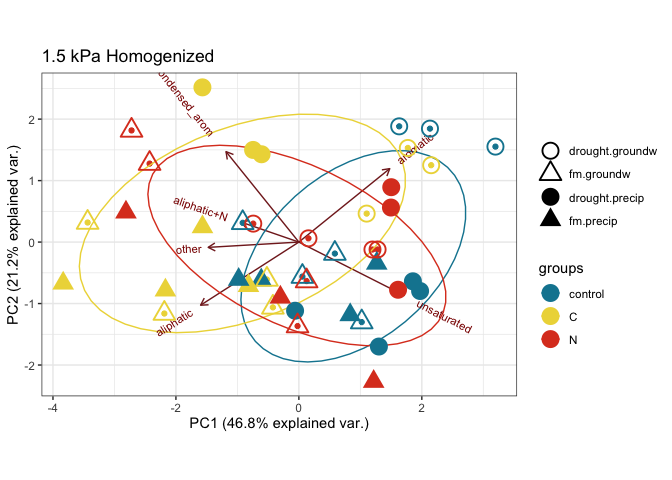 1.5 kPa Homogenized
PC2 (21.2% explained var.)
2
1
0
-1
-2
-4
-2
0
2
PC1 (46.8% explained var.)
aromatic
aliphatic+N
other
aliphatic
unsaturated
drought.groundw
fm.groundw
drought.precip
fm.precip
groups
control
C
N